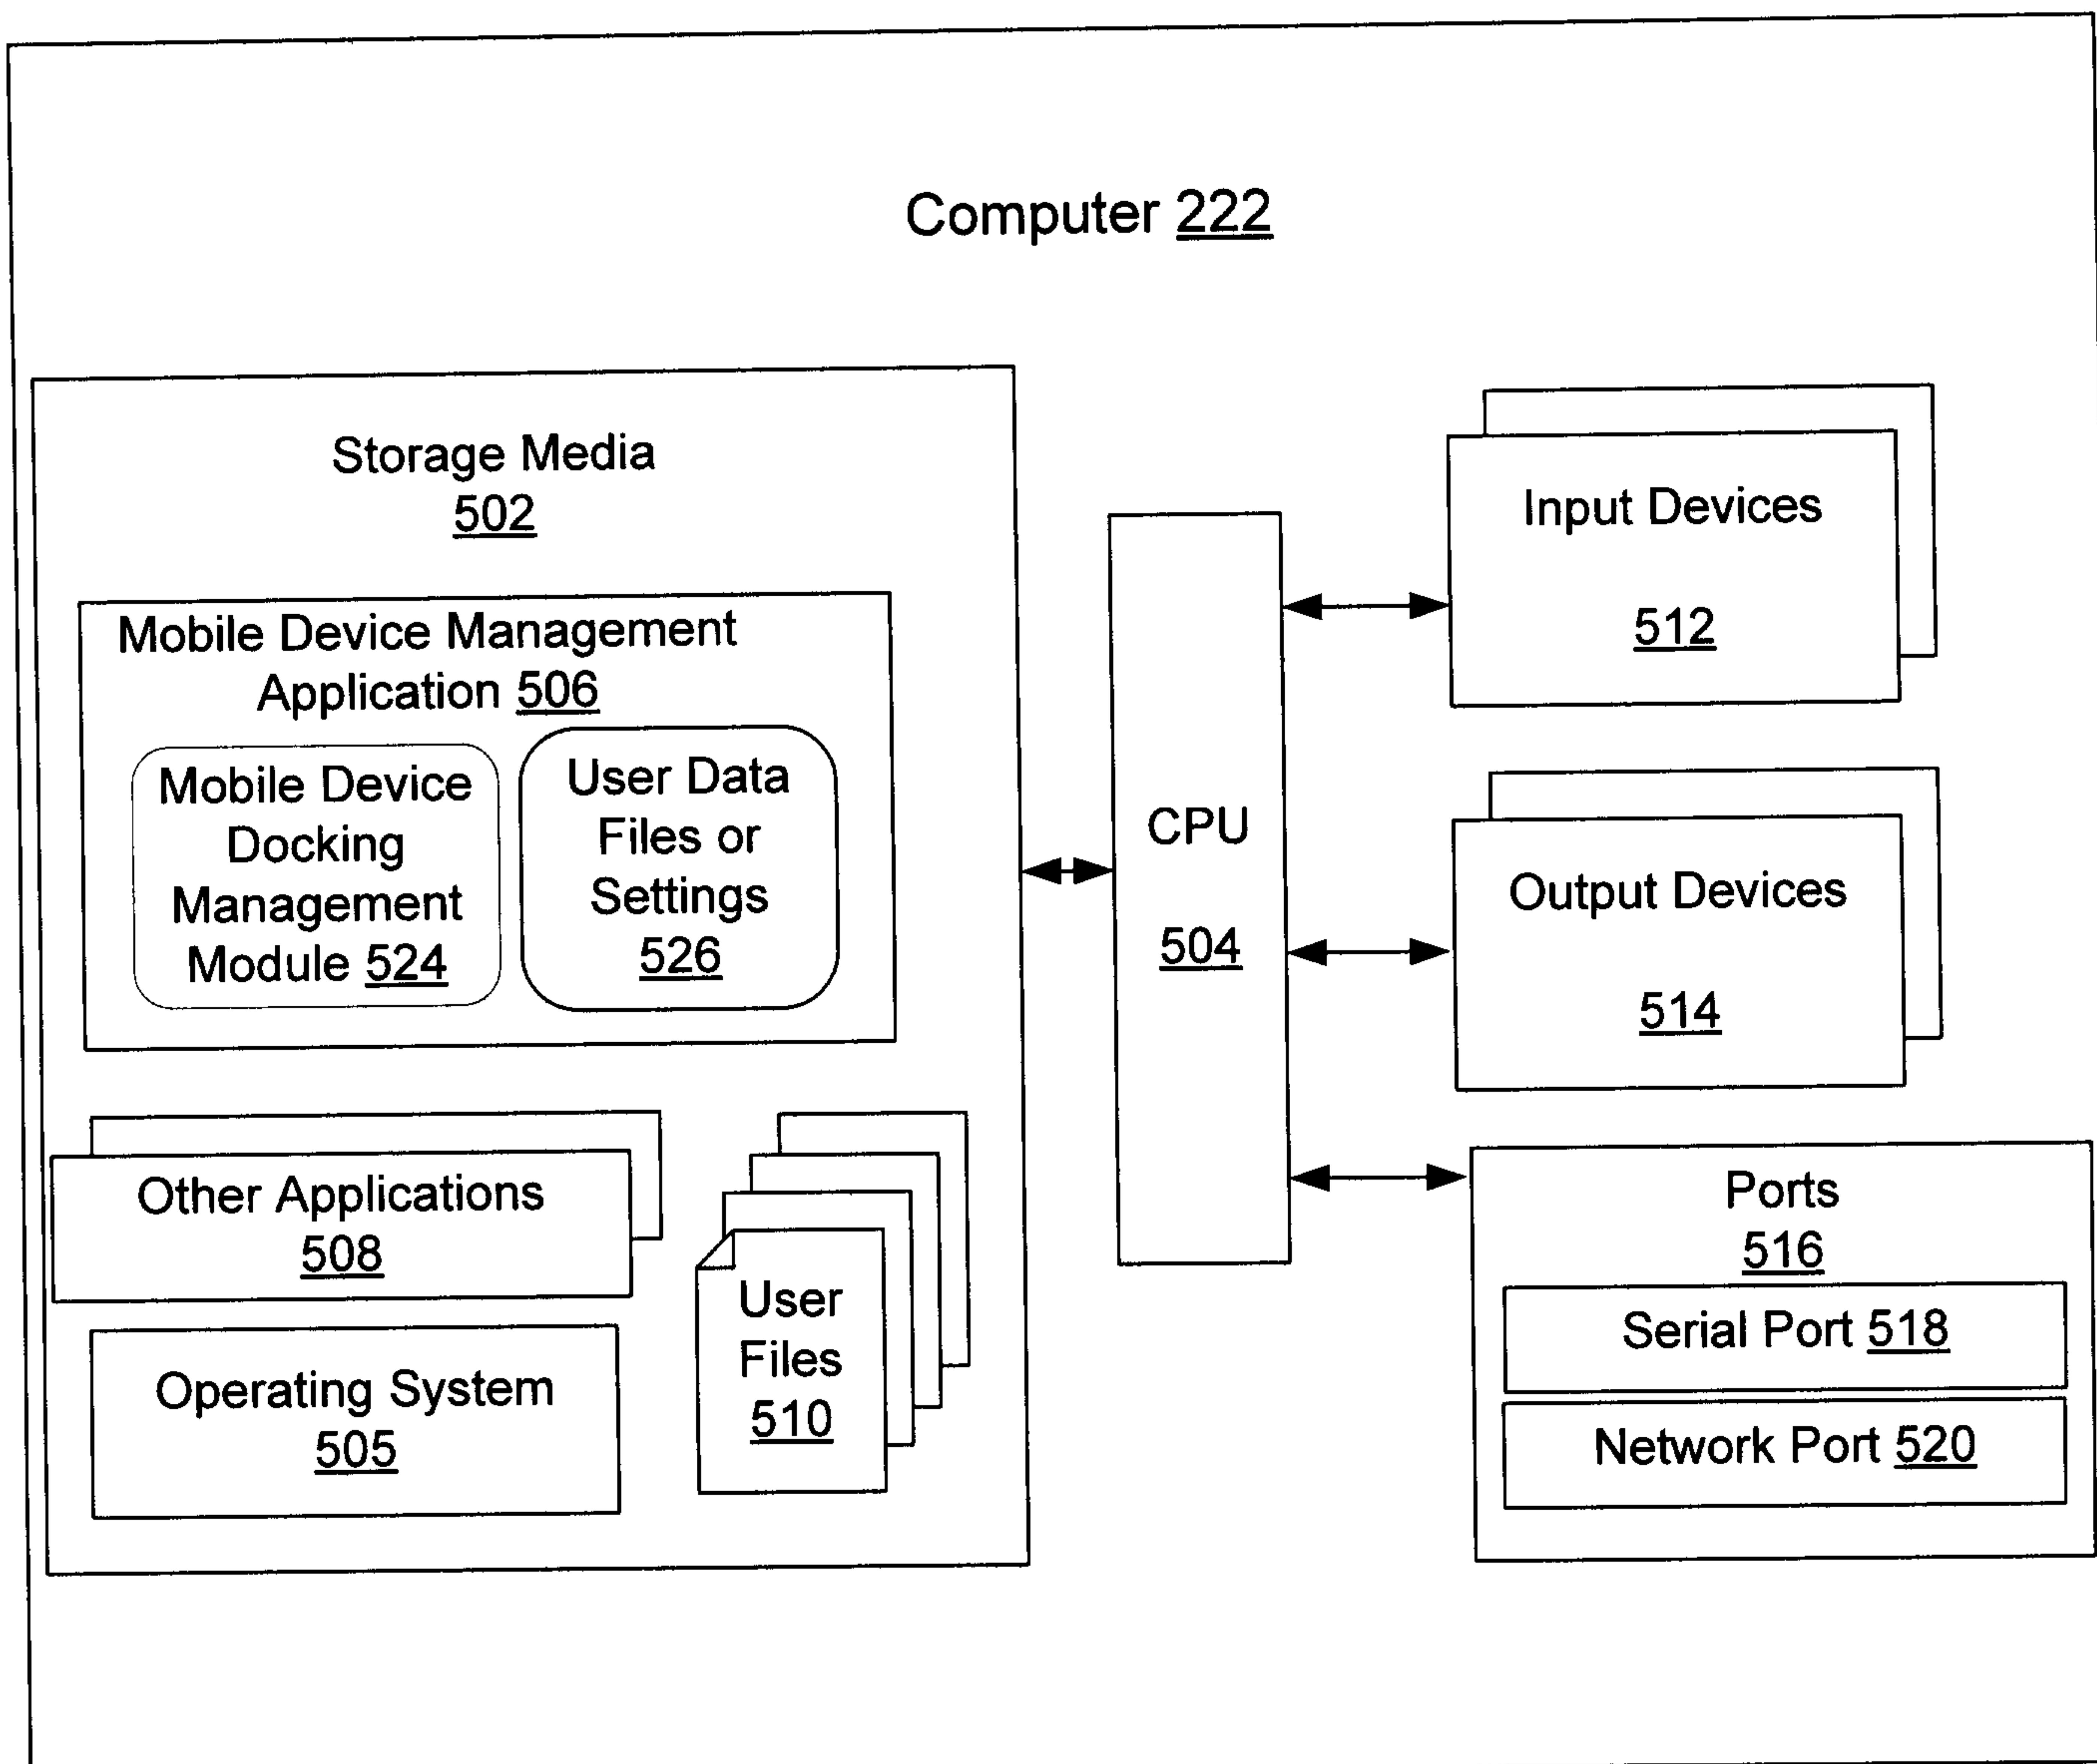 Computer 222
Storage Media
502
Mobile Device Management
Application 506
Mobile Device
Docking
Management
Module 524
User Data
Files or
Settings
526
Other Applications
508
Operating System
505
User
Files
510
CPU
504
Input Devices
512
Output Devices
514
Ports
516
Serial Port 518
Network Port 520